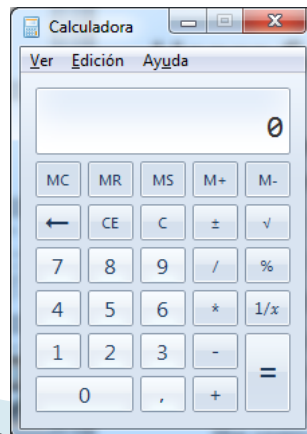 Calculadora
Ver Edición Ayuda
0
MC MR MS M+ M-
← CE C ± √
7 8 9 / %
4 5 6 * 1/x
1 2 3 - =
0 , +